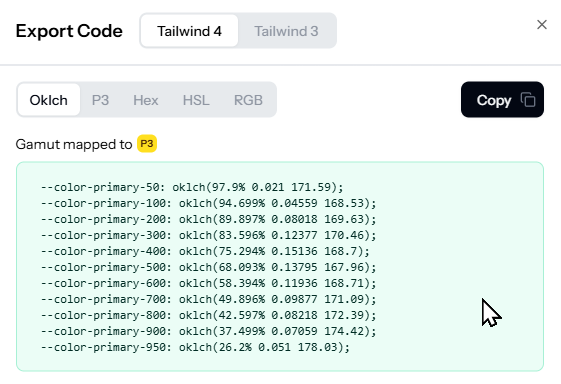 Export Code Tailwind 4 Tailwind 3
Oklch P3 Hex HSL RGB Copy
Gamut mapped to P3
--color-primary-50: oklch(97.9% 0.021 171.59);
--color-primary-100: oklch(94.699% 0.04559 168.53);
--color-primary-200: oklch(89.897% 0.08018 169.63);
--color-primary-300: oklch(83.596% 0.12377 170.46);
--color-primary-400: oklch(75.294% 0.15136 168.7);
--color-primary-500: oklch(68.093% 0.13795 167.96);
--color-primary-600: oklch(58.394% 0.11936 168.71);
--color-primary-700: oklch(49.896% 0.09877 171.09);
--color-primary-800: oklch(42.597% 0.08218 172.39);
--color-primary-900: oklch(37.499% 0.07059 174.42);
--color-primary-950: oklch(26.2% 0.051 178.03);